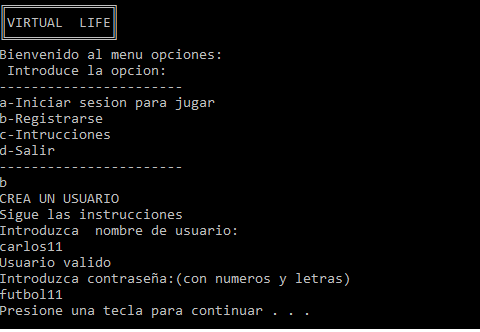 VIRTUAL  LIFE
Bienvenido al menu opciones:
 Introduce la opcion:
-----------------------
a-Iniciar sesion para jugar
b-Registrarse
c-Intrucciones
d-Salir
-----------------------
b
CREA UN USUARIO
Sigue las instrucciones
Introduzca  nombre de usuario:
carlos11
Usuario valido
Introduzca contraseña:(con numeros y letras)
futbol11
Presione una tecla para continuar . . .